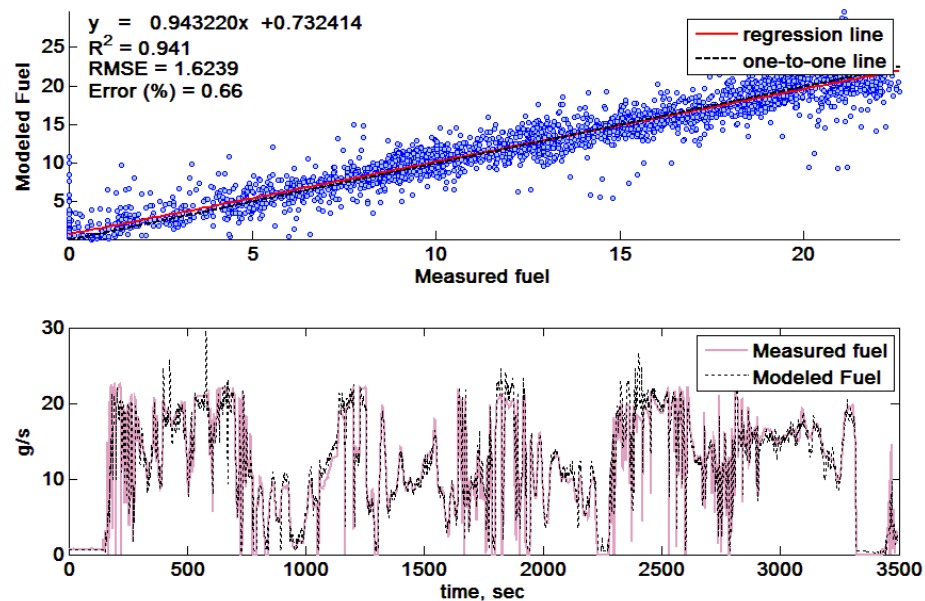 y = 0.943220x +0.732414
R2 = 0.941
RMSE = 1.6239
Error (%) = 0.66
regression line
one-to-one line
Modeled Fuel
25
20
15
10
5
0 5 10 15 20
Measured fuel
Measured fuel
Modeled Fuel
g/s
30
20
10
0
0 500 1000 1500 2000 2500 3000 3500
time, sec